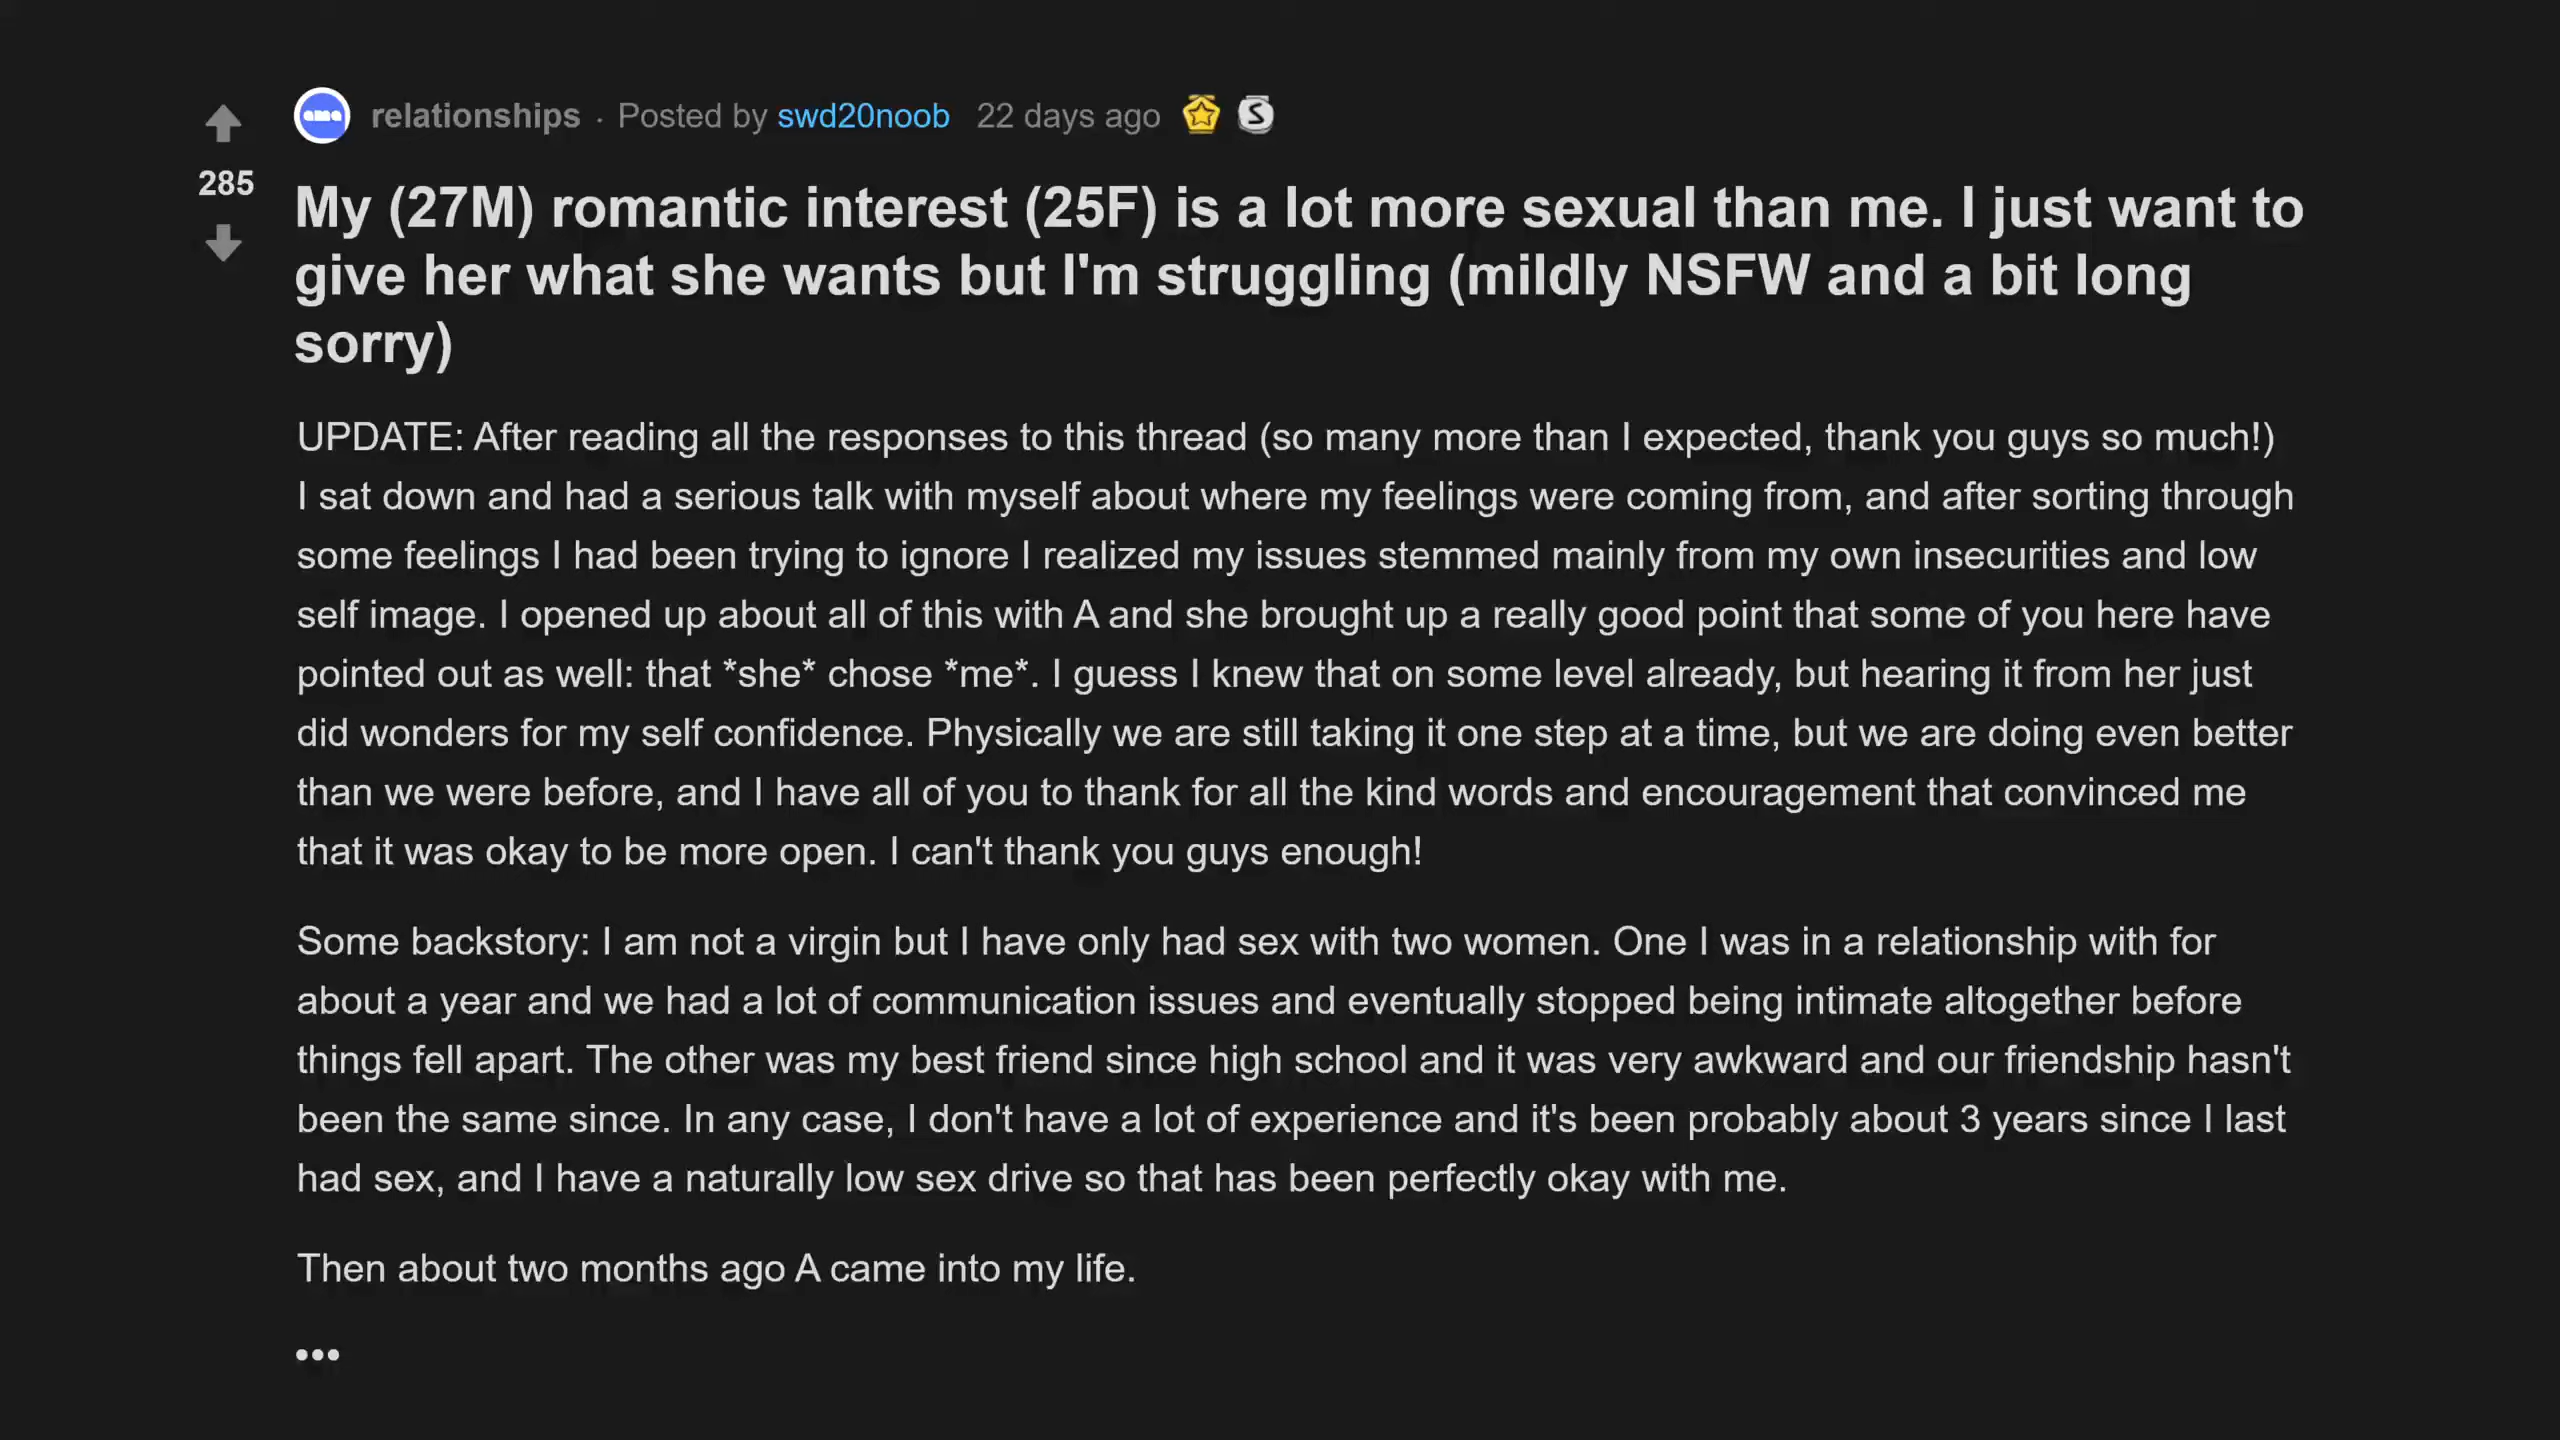 relationships · Posted by swd20noob 22 days ago
285
My (27M) romantic interest (25F) is a lot more sexual than me. I just want to
give her what she wants but I'm struggling (mildly NSFW and a bit long
sorry)
UPDATE: After reading all the responses to this thread (so many more than I expected, thank you guys so much!)
I sat down and had a serious talk with myself about where my feelings were coming from, and after sorting through
some feelings I had been trying to ignore I realized my issues stemmed mainly from my own insecurities and low
self image. I opened up about all of this with A and she brought up a really good point that some of you here have
pointed out as well: that *she* chose *me*. I guess I knew that on some level already, but hearing it from her just
did wonders for my self confidence. Physically we are still taking it one step at a time, but we are doing even better
than we were before, and I have all of you to thank for all the kind words and encouragement that convinced me
that it was okay to be more open. I can't thank you guys enough!
Some backstory: I am not a virgin but I have only had sex with two women. One I was in a relationship with for
about a year and we had a lot of communication issues and eventually stopped being intimate altogether before
things fell apart. The other was my best friend since high school and it was very awkward and our friendship hasn't
been the same since. In any case, I don't have a lot of experience and it's been probably about 3 years since I last
had sex, and I have a naturally low sex drive so that has been perfectly okay with me.
Then about two months ago A came into my life.
•••